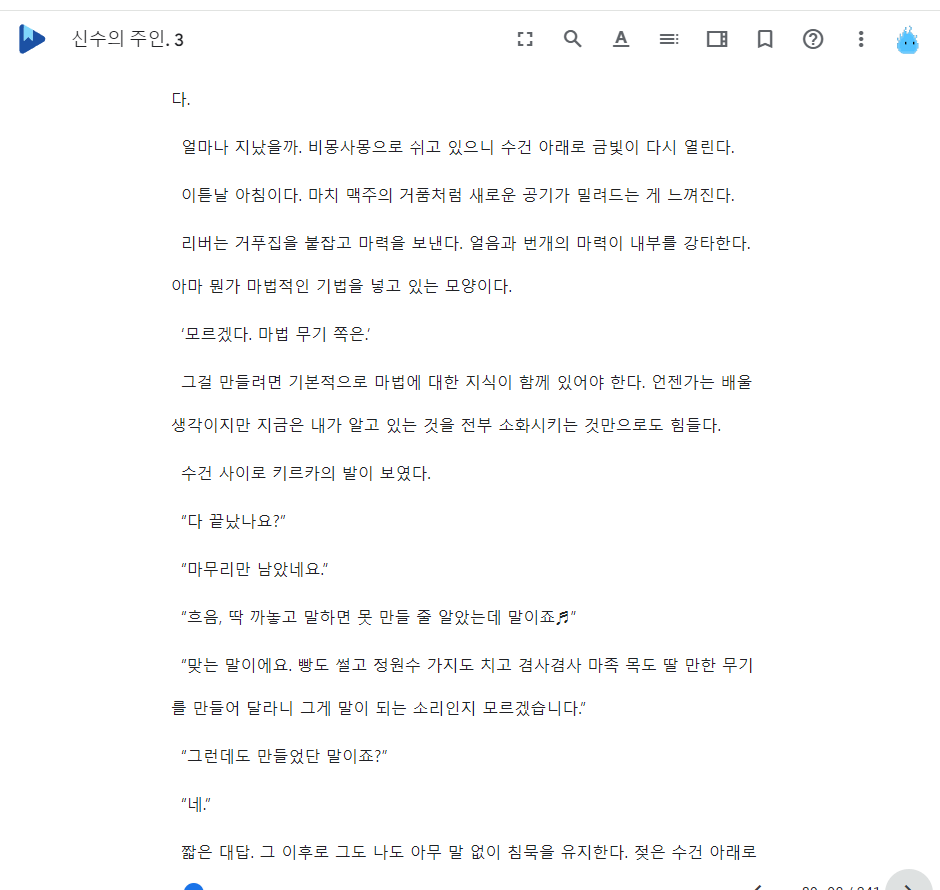 신수의 주인. 3
다.
얼마나 지났을까. 비몽사몽으로 쉬고 있으니 수건 아래로 금빛이 다시 열린다.
이튿날 아침이다. 마치 맥주의 거품처럼 새로운 공기가 밀려드는 게 느껴진다.
리버는 거푸집을 붙잡고 마력을 보낸다. 얼음과 번개의 마력이 내부를 강타한다.
아마 뭔가 마법적인 기법을 넣고 있는 모양이다.
‘모르겠다. 마법 무기 쪽은.’
그걸 만들려면 기본적으로 마법에 대한 지식이 함께 있어야 한다. 언젠가는 배울
생각이지만 지금은 내가 알고 있는 것을 전부 소화시키는 것만으로도 힘들다.
수건 사이로 키르카의 발이 보였다.
“다 끝났나요?”
“마무리만 남았네요.”
“흐음, 딱 까놓고 말하면 못 만들 줄 알았는데 말이죠♬”
“맞는 말이에요. 빵도 썰고 정원수 가지도 치고 겸사겸사 마족 목도 딸 만한 무기
를 만들어 달라니 그게 말이 되는 소리인지 모르겠습니다.”
“그런데도 만들었단 말이죠?”
“네.”
짧은 대답. 그 이후로 그도 나도 아무 말 없이 침묵을 유지한다. 젖은 수건 아래로